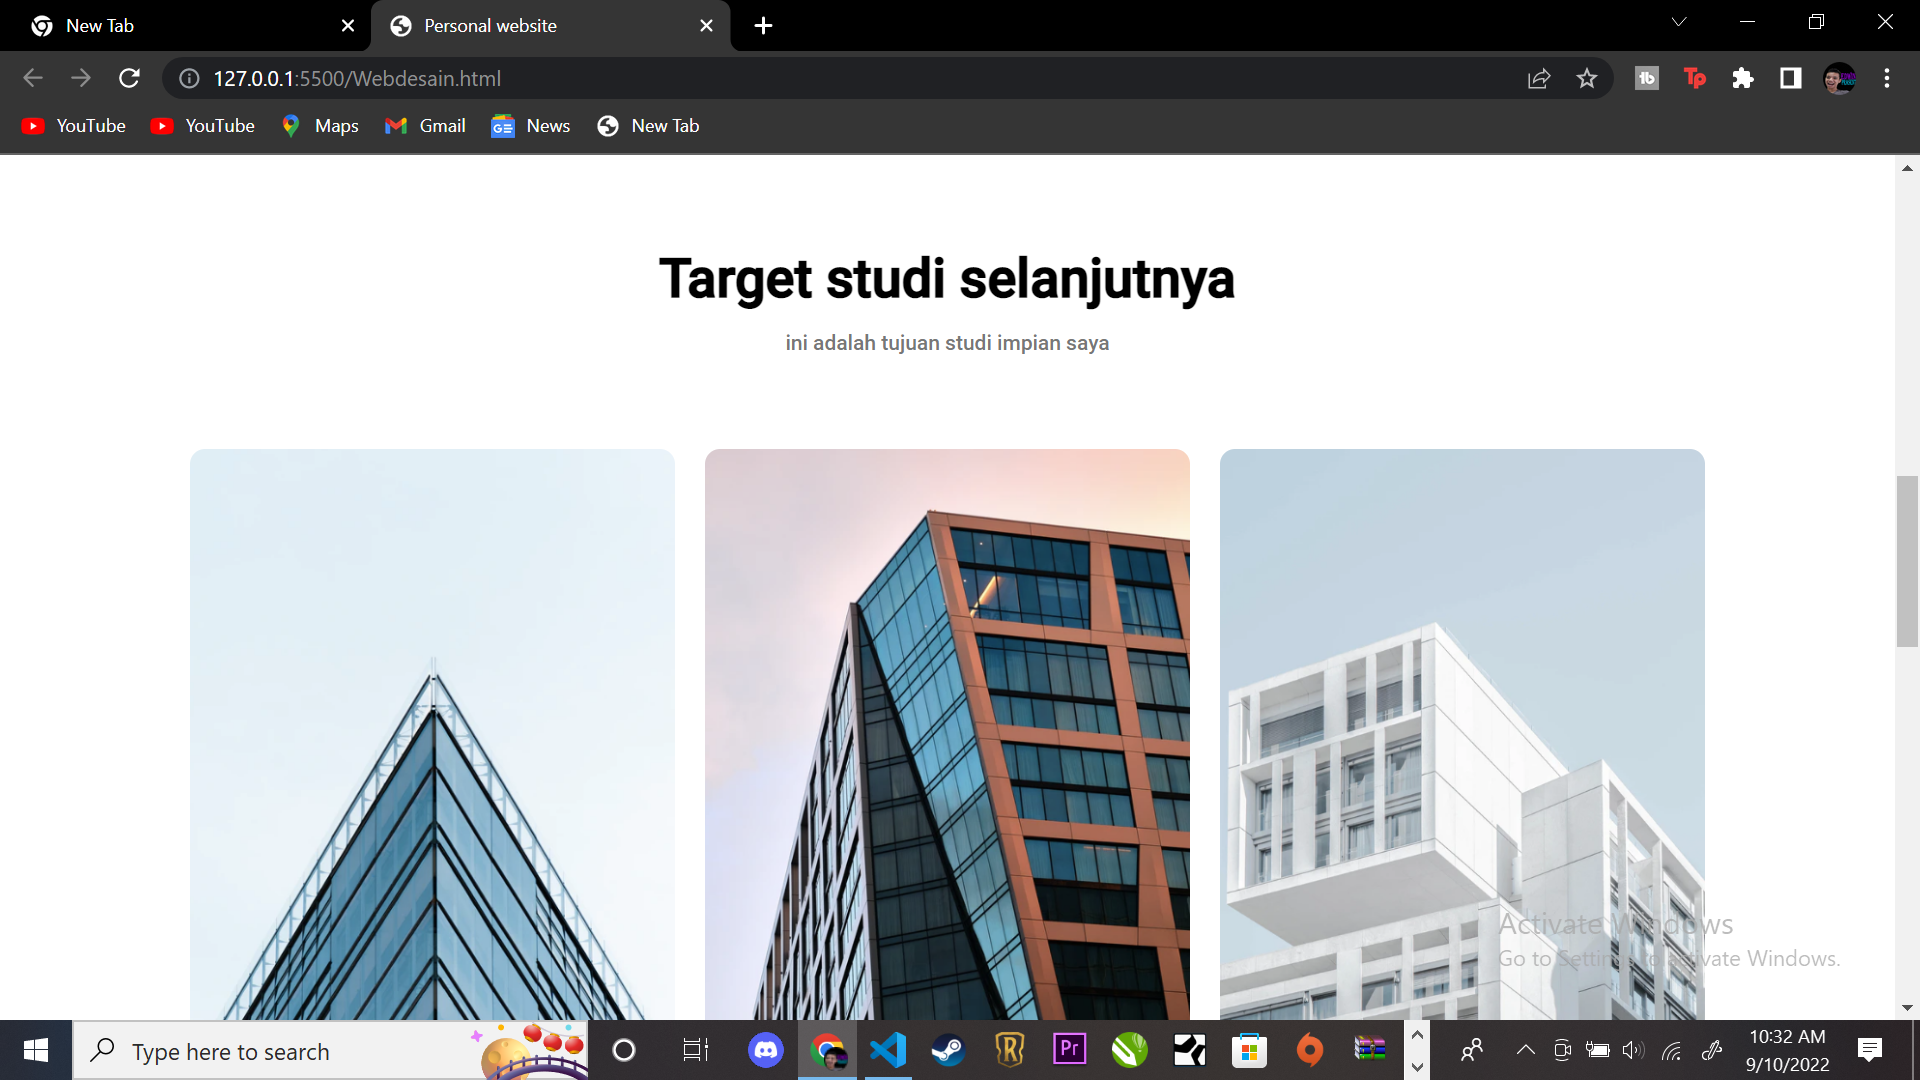 New Tab
Personal website
127.0.0.1:5500/Webdesain.html
YouTube YouTube Maps Gmail News New Tab
Target studi selanjutnya
ini adalah tujuan studi impian saya
Activate Windows
Go to Settings to activate Windows.
Type here to search
Pr
10:32 AM
9/10/2022